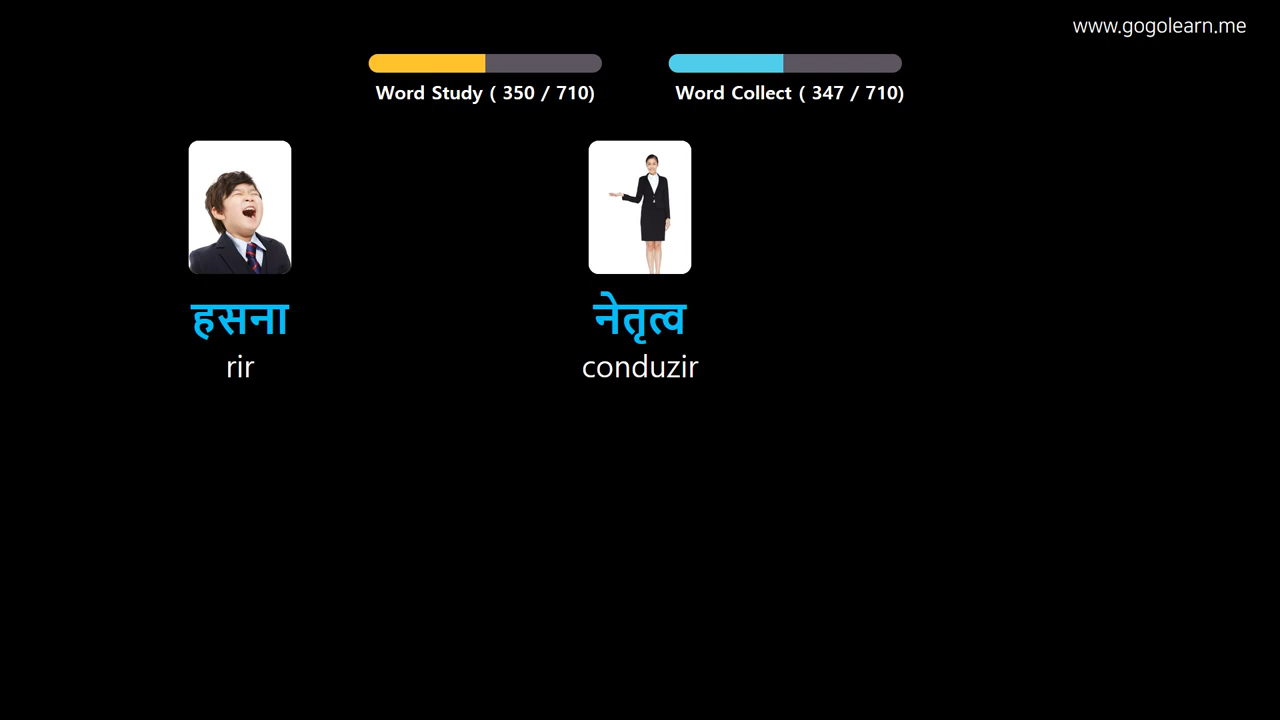 www.gogolearn.me
Word Study ( 350 / 710)
Word Collect ( 347 / 710)
हसना
rir
नेतृत्व
conduzir